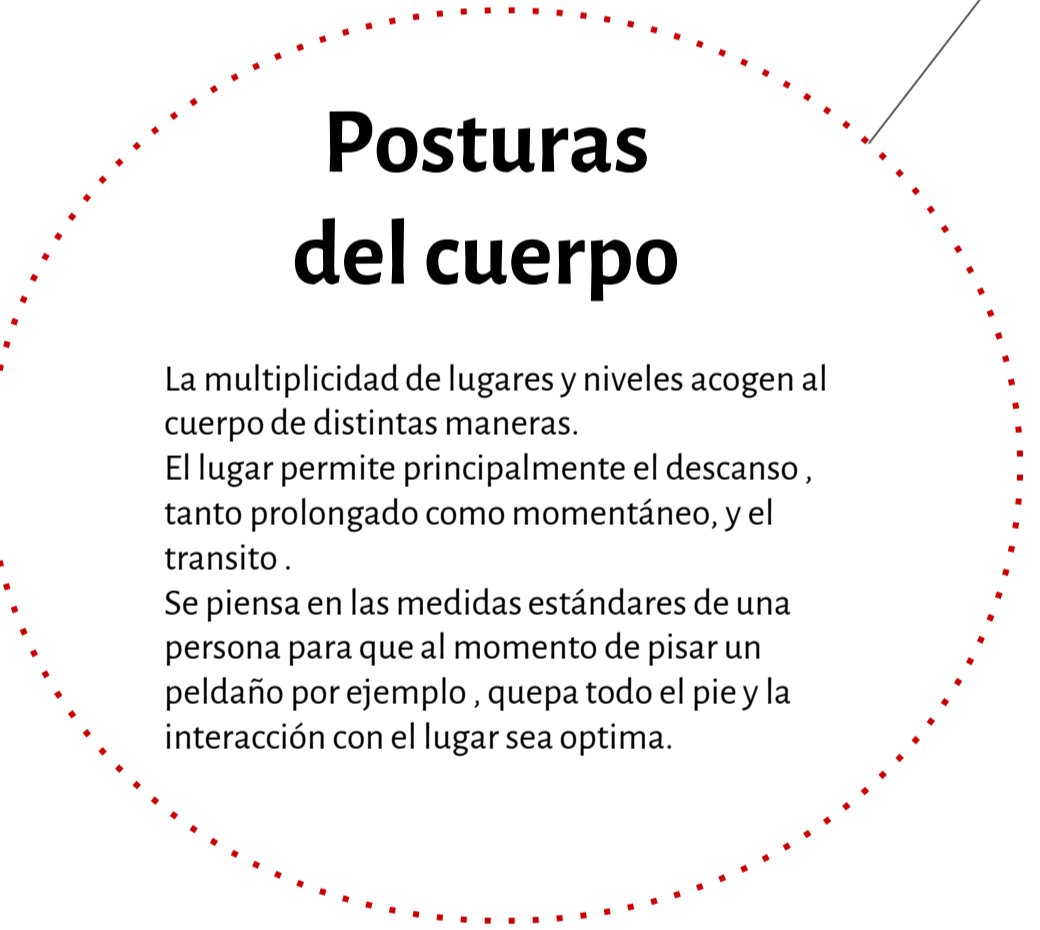 Posturas
del cuerpo
La multiplicidad de lugares y niveles acogen al
cuerpo de distintas maneras.
El lugar permite principalmente el descanso ,
tanto prolongado como momentáneo, y el
transito .
Se piensa en las medidas estándares de una
persona para que al momento de pisar un
peldaño por ejemplo , quepa todo el pie y la
interacción con el lugar sea optima.